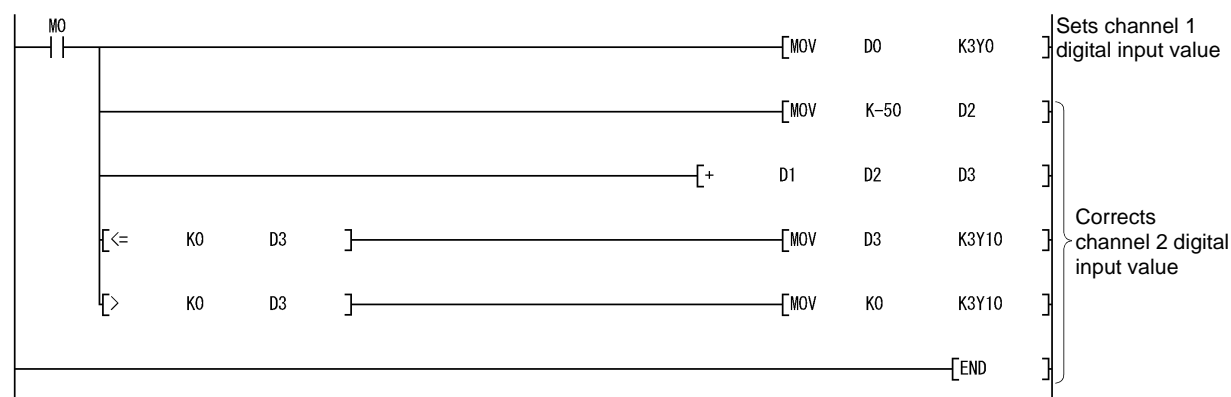 M0
[MOV D0 K3Y0 ]
Sets channel 1
digital input value
[MOV K-50 D2 ]
[+ D1 D2 D3 ]
[<= K0 D3 ]
[MOV D3 K3Y10 ]
Corrects
channel 2 digital
input value
[> K0 D3 ]
[MOV K0 K3Y10 ]
[END ]